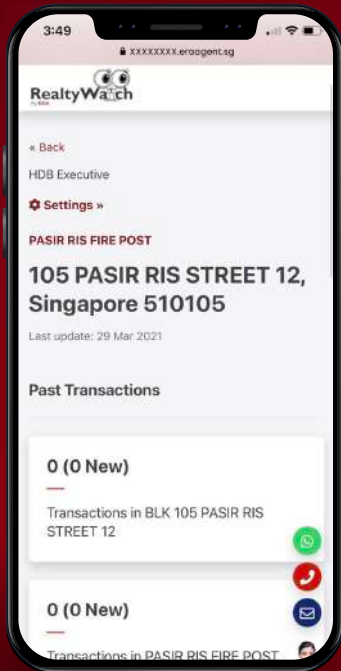 3:49
XXXXXXXX.eraagent.sg
RealtyWatch
« Back
HDB Executive
Settings »
PASIR RIS FIRE POST
105 PASIR RIS STREET 12,
Singapore 510105
Last update: 29 Mar 2021
Past Transactions
0 (0 New)
Transactions in BLK 105 PASIR RIS
STREET 12
0 (0 New)
Transactions in PASIR RIS FIRE POST